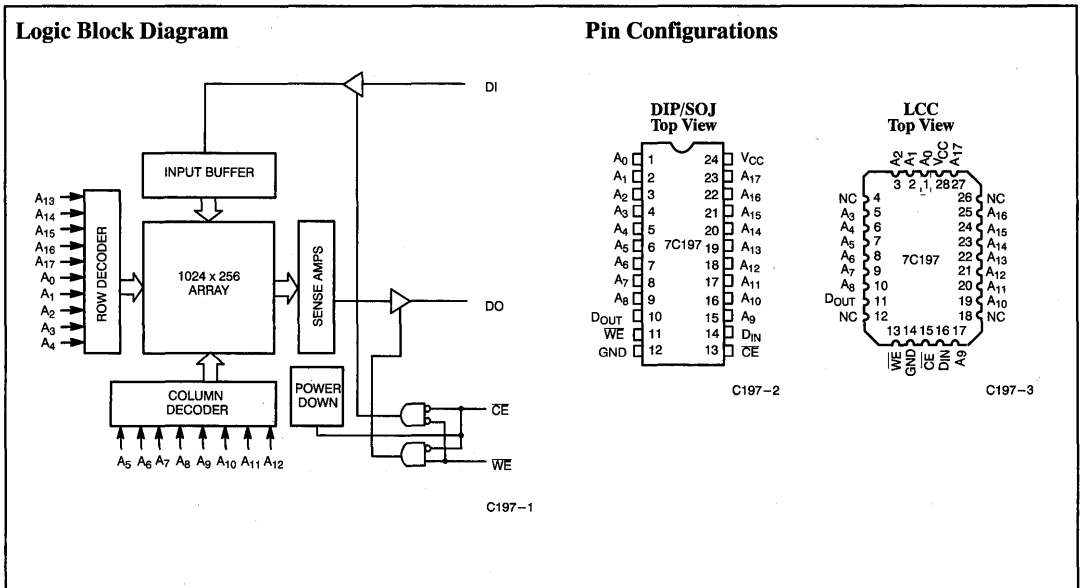 Logic Block Diagram
DI
INPUT BUFFER
A13
A14
A15
A16
A17
A0
A1
A2
A3
A4
ROW DECODER
1024 x 256
ARRAY
SENSE AMPS
DO
COLUMN
DECODER
POWER
DOWN
CE
WE
A5 A6 A7 A8 A9 A10 A11 A12
C197-1
Pin Configurations
DIP/SOJ
Top View
A0 1 24 VCC
A1 2 23 A17
A2 3 22 A16
A3 4 21 A15
A4 5 20 A14
A5 6 7C197 19 A13
A6 7 18 A12
A7 8 17 A11
A8 9 16 A10
DOUT 10 15 A9
WE 11 14 DIN
GND 12 13 CE
C197-2
LCC
Top View
A2 A1 A0 VCC A17
3 2 1 28 27
NC 4 26 NC
A3 5 25 A16
A4 6 24 A15
A5 7 23 A14
A6 8 7C197 22 A13
A7 9 21 A12
A8 10 20 A11
DOUT 11 19 A10
NC 12 18 NC
13 14 15 16 17
WE GND CE DIN A9
C197-3